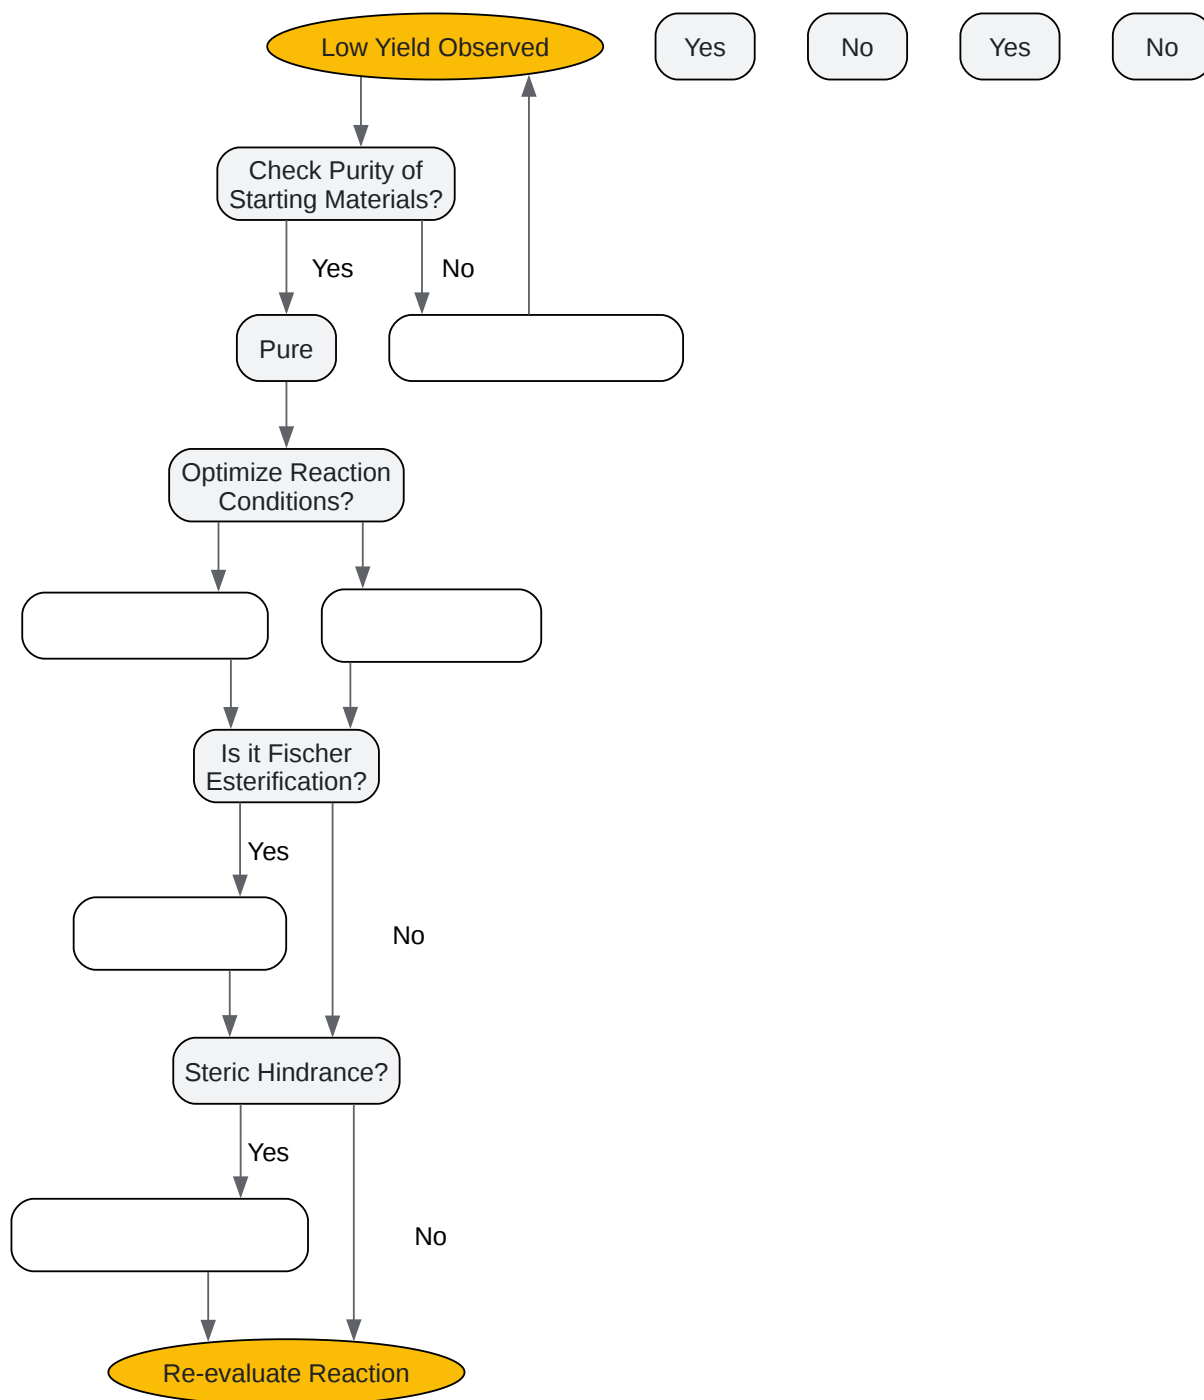 Low Yield Observed
Yes
No
Yes
No
Check Purity of
Starting Materials?
Yes
No
Pure
Optimize Reaction
Conditions?
Is it Fischer
Esterification?
Yes
No
Steric Hindrance?
Yes
No
Re-evaluate Reaction